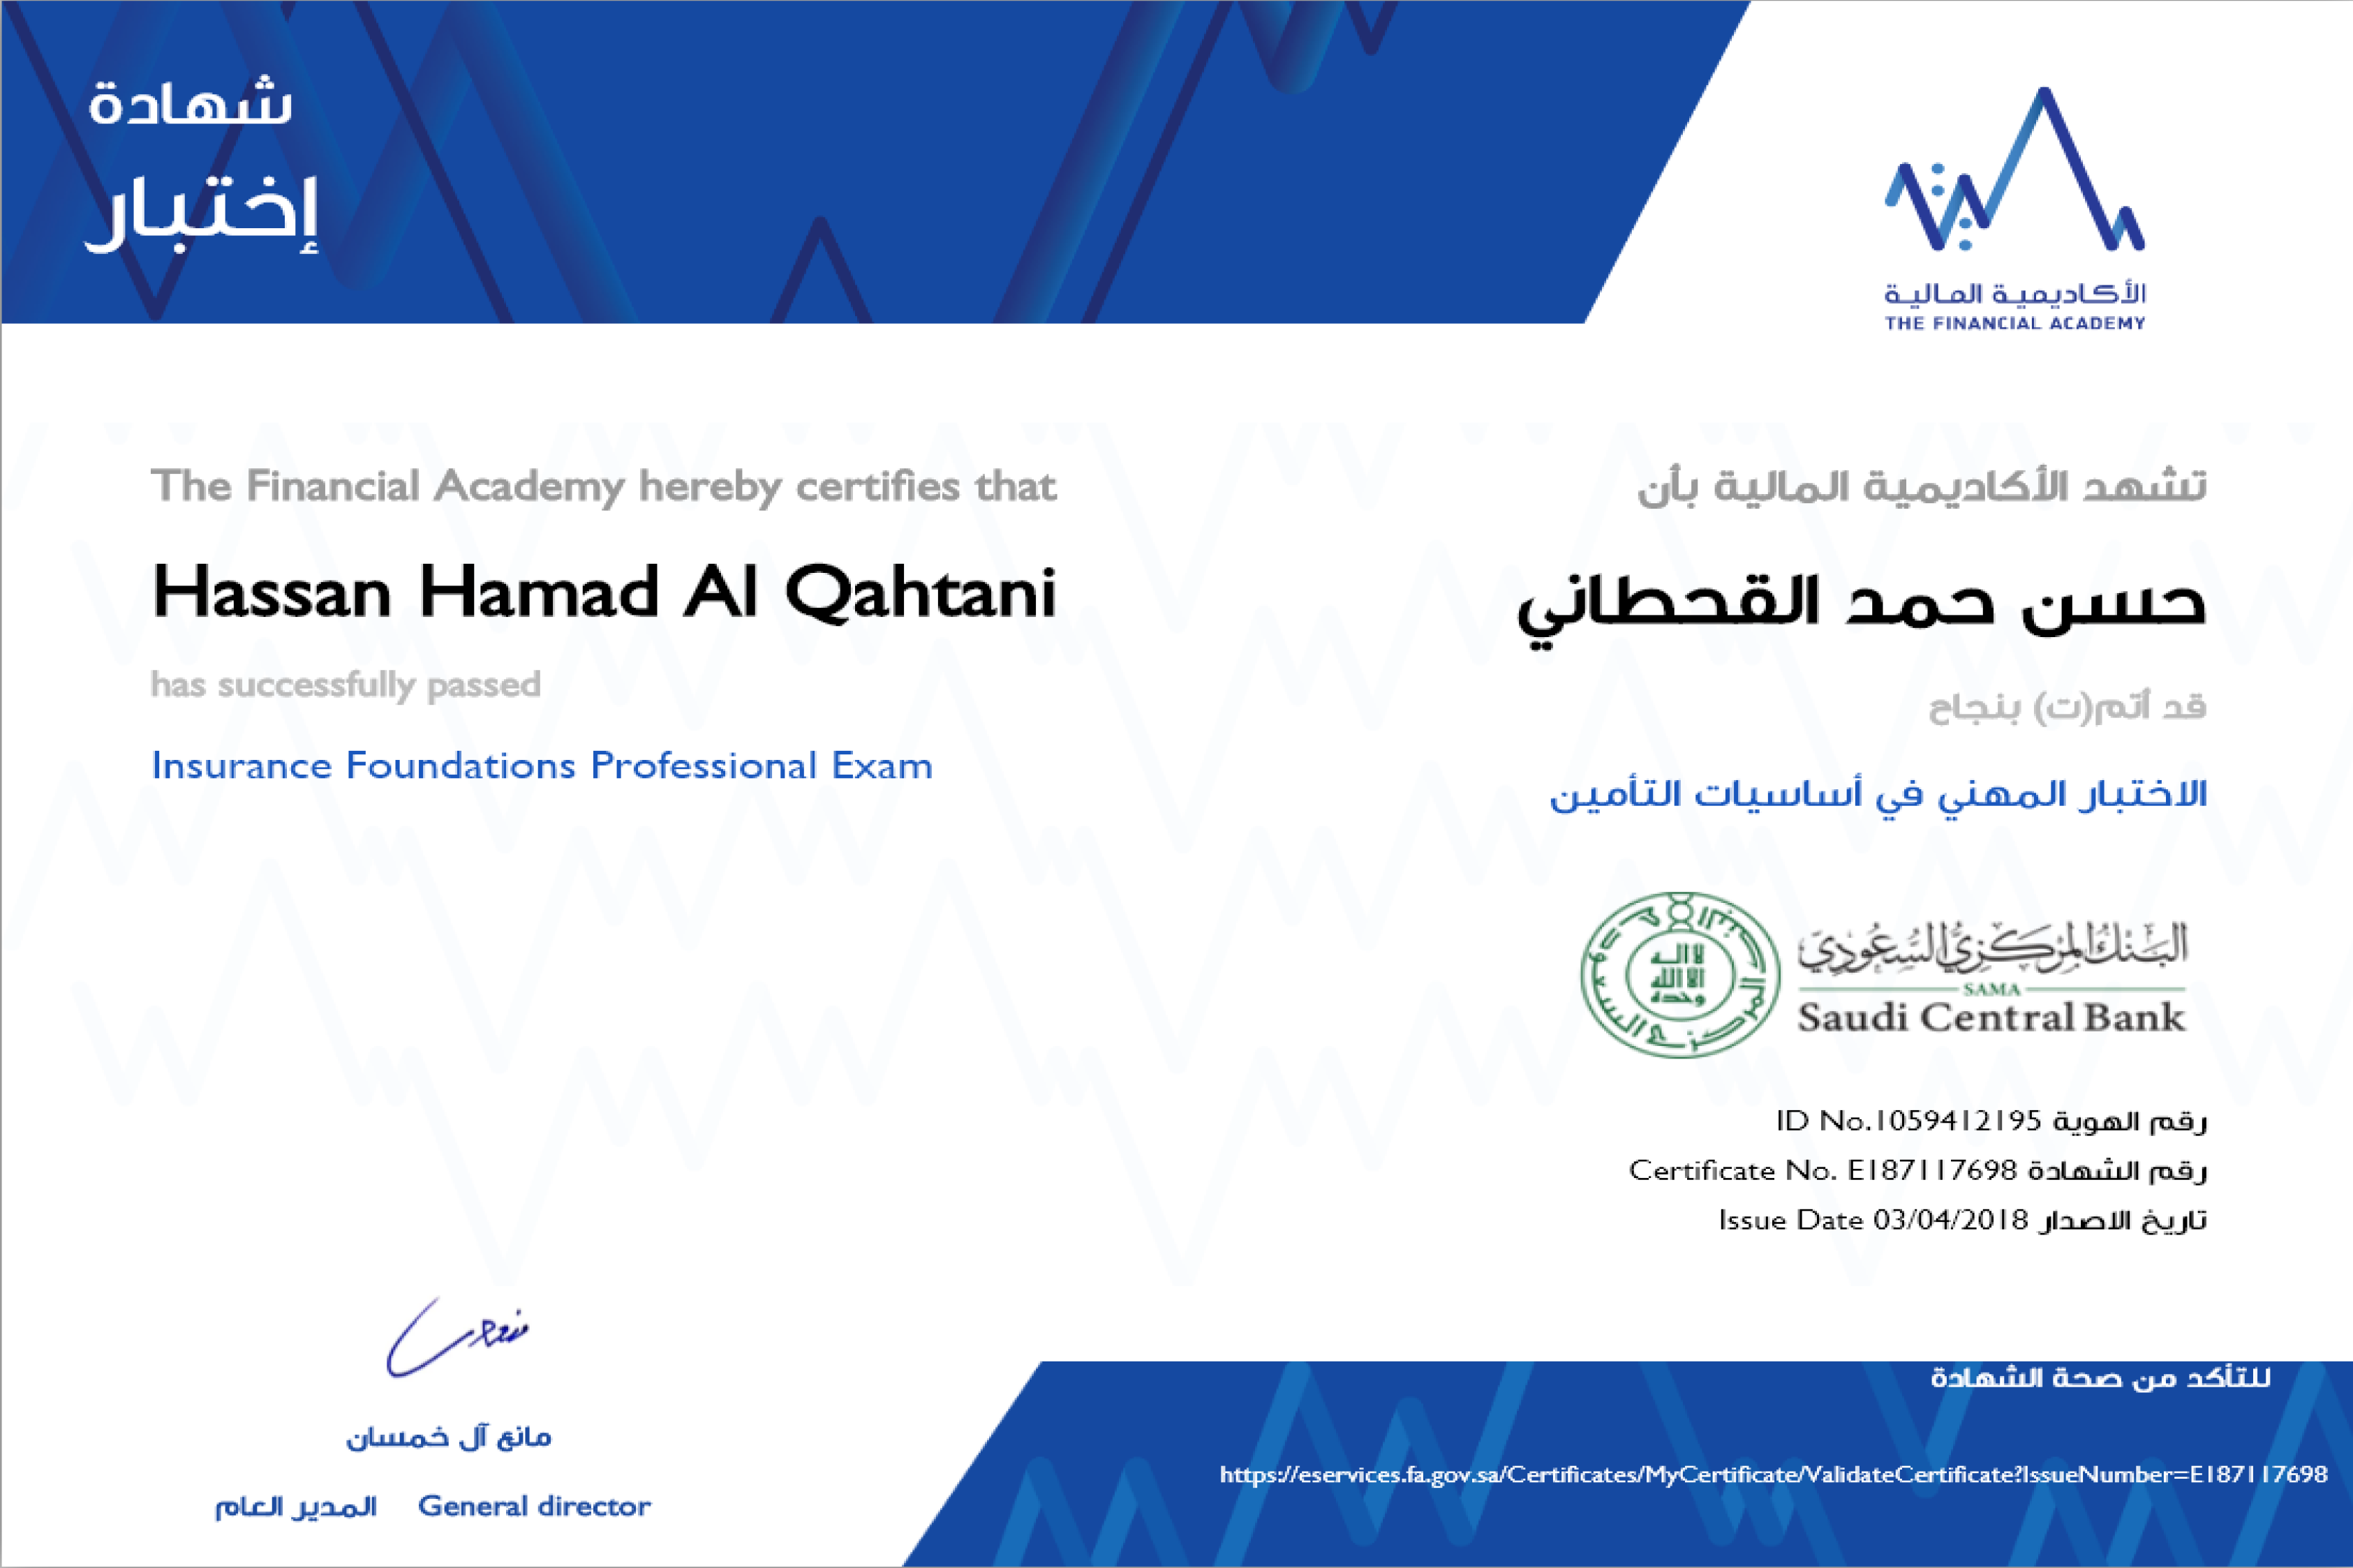 شهادة
إختبار
الأكاديمية المالية
THE FINANCIAL ACADEMY
The Financial Academy hereby certifies that
Hassan Hamad Al Qahtani
has successfully passed
Insurance Foundations Professional Exam
تشهد الأكاديمية المالية بأن
حسن حمد القحطاني
قد أتم(ت) بنجاح
الاختبار المهني في أساسيات التأمين
البنك المركزي السعودي
SAMA
Saudi Central Bank
رقم الهوية ID No.1059412195
رقم الشهادة Certificate No. E187117698
تاريخ الاصدار Issue Date 03/04/2018
مانع آل خمسان
المدير العام General director
للتأكد من صحة الشهادة
https://eservices.fa.gov.sa/Certificates/MyCertificate/ValidateCertificate?IssueNumber=E187117698